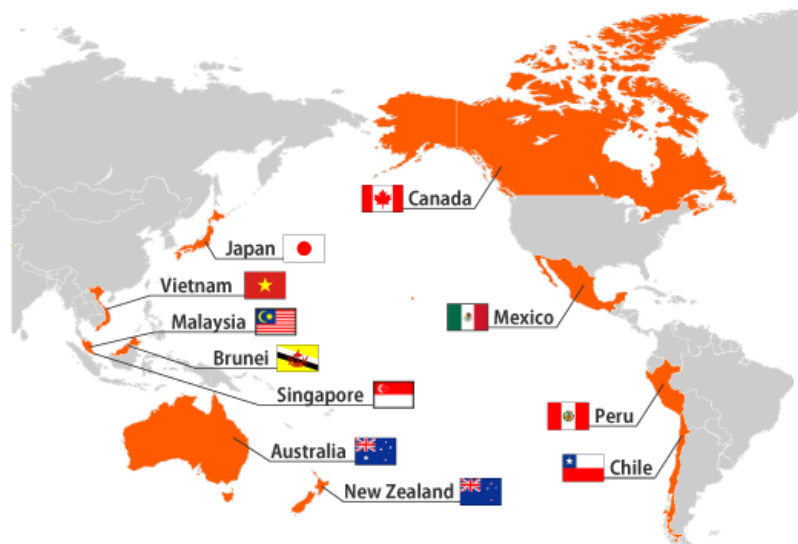 Canada
Japan
Vietnam
Malaysia
Mexico
Brunei
Singapore
Peru
Australia
Chile
New Zealand